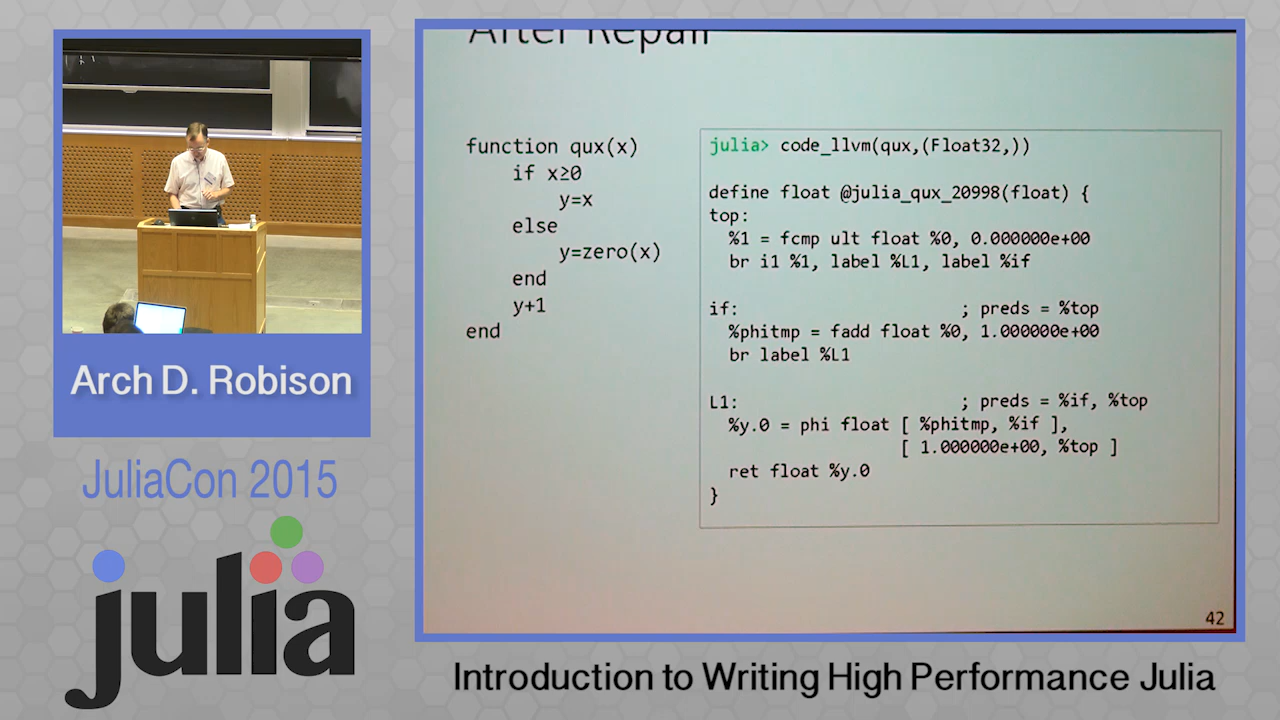 After Repair
function qux(x)
if x≥0
y=x
else
y=zero(x)
end
y+1
end
julia> code_llvm(qux,(Float32,))
define float @julia_qux_20998(float) {
top:
%1 = fcmp ult float %0, 0.000000e+00
br i1 %1, label %L1, label %if
if: ; preds = %top
%phitmp = fadd float %0, 1.000000e+00
br label %L1
L1: ; preds = %if, %top
%y.0 = phi float [ %phitmp, %if ],
[ 1.000000e+00, %top ]
ret float %y.0
}
42
Arch D. Robison
JuliaCon 2015
julia
Introduction to Writing High Performance Julia